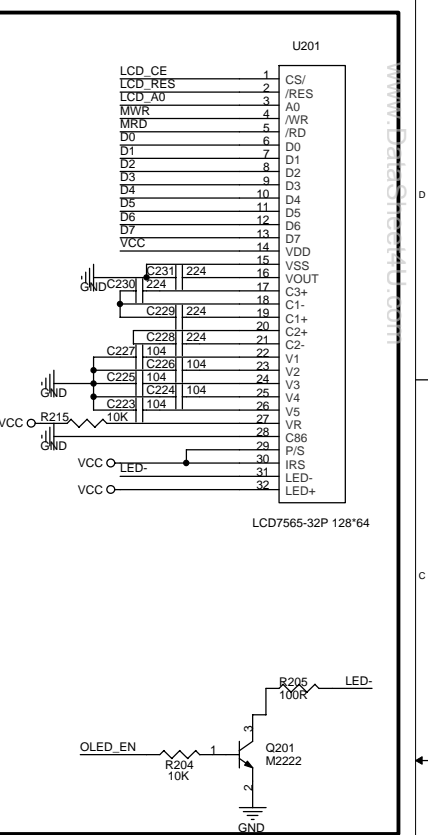 U201
LCD_CE 1 CS/
LCD_RES 2 /RES
LCD_A0 3 A0
MWR 4 /WR
MRD 5 /RD
D0 6 D0
D1 7 D1
D2 8 D2
D3 9 D3
D4 10 D4
D5 11 D5
D6 12 D6
D7 13 D7
VCC 14 VDD
15 VSS
C231 224 16 VOUT
GND C230 224 17 C3+
18 C1-
C229 224 19 C1+
20 C2+
C228 224 21 C2-
C227 104 22 V1
C226 104 23 V2
C225 104 24 V3
GND C224 104 25 V4
C223 104 26 V5
VCC R215 10K 27 VR
GND 28 C86
29 P/S
VCC 30 IRS
LED- 31 LED-
VCC 32 LED+
LCD7565-32P 128*64
www.DataSheet4U.com
D
C
R205 LED-
100R
3
OLED_EN 1 Q201
R204 M2222
10K
2
GND